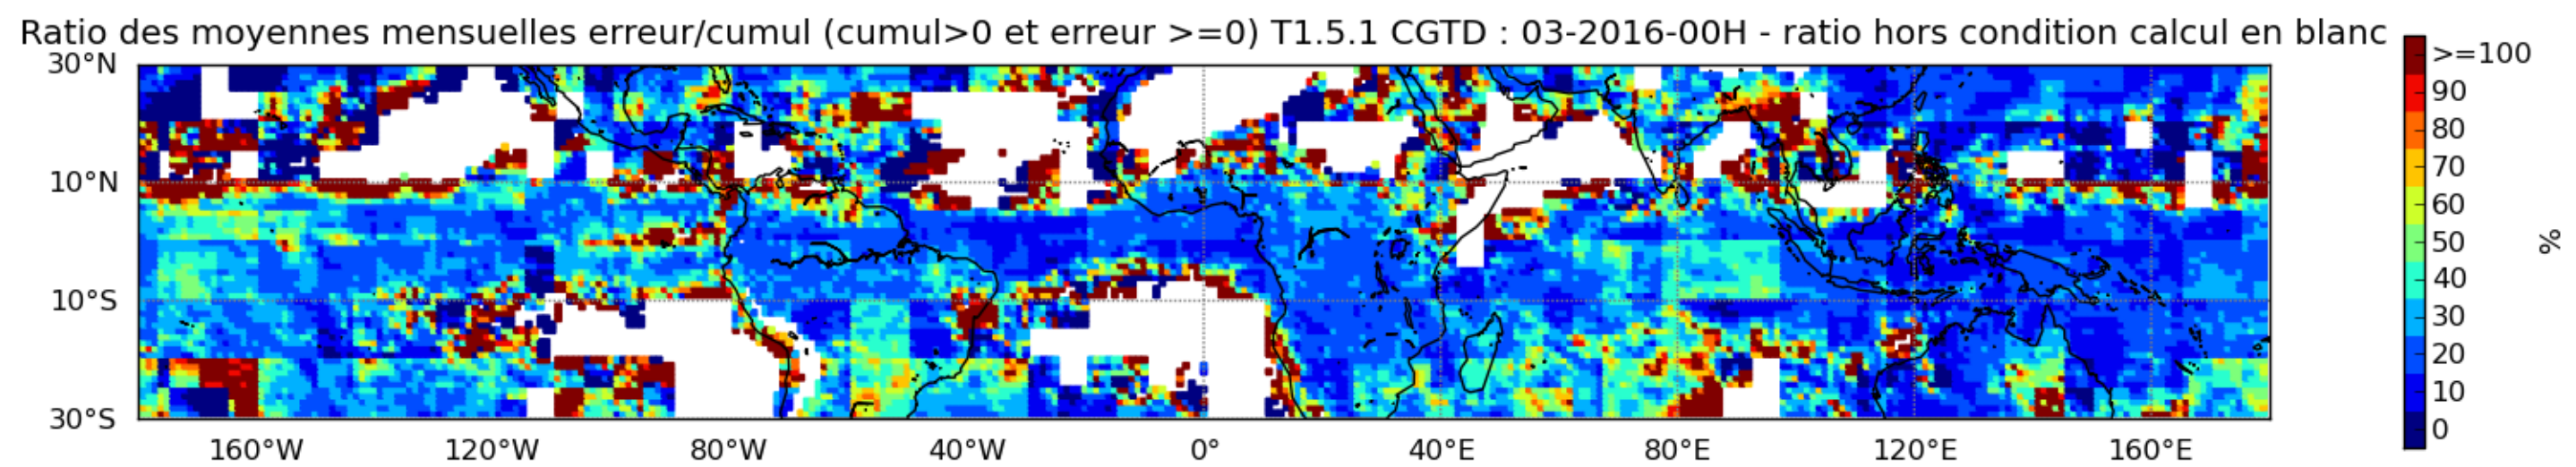 Ratio des moyennes mensuelles erreur/cumul (cumul>0 et erreur >=0) T1.5.1 CGTD : 03-2016-00H - ratio hors condition calcul en blanc
30°N
10°N
10°S
30°S
160°W 120°W 80°W 40°W 0° 40°E 80°E 120°E 160°E
>=100
90
80
70
60
50
40
30
20
10
0
%